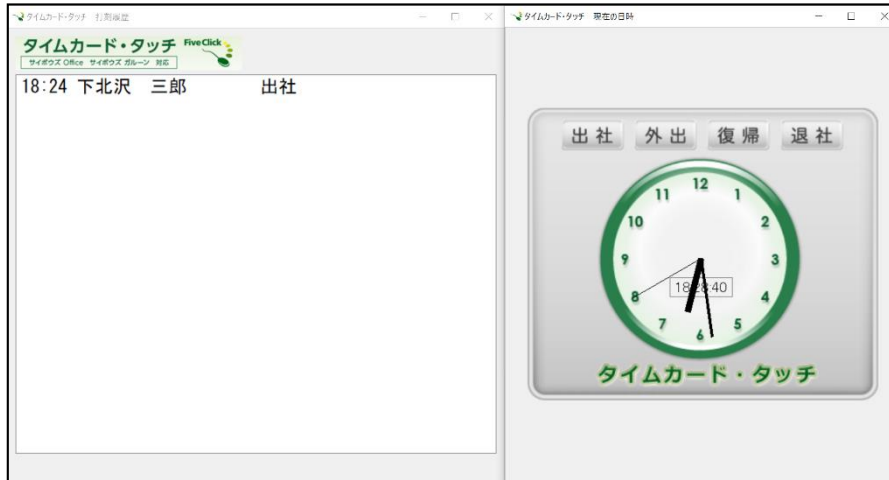 タイムカード・タッチ 打刻履歴
タイムカード・タッチ FiveClick
サイボウズ Office サイボウズ ガルーン 対応
18:24 下北沢 三郎 出社
タイムカード・タッチ 現在の日時
出社 外出 復帰 退社
12
11 1
10 2
9 3
18:28:40
8 4
7 5
6
タイムカード・タッチ